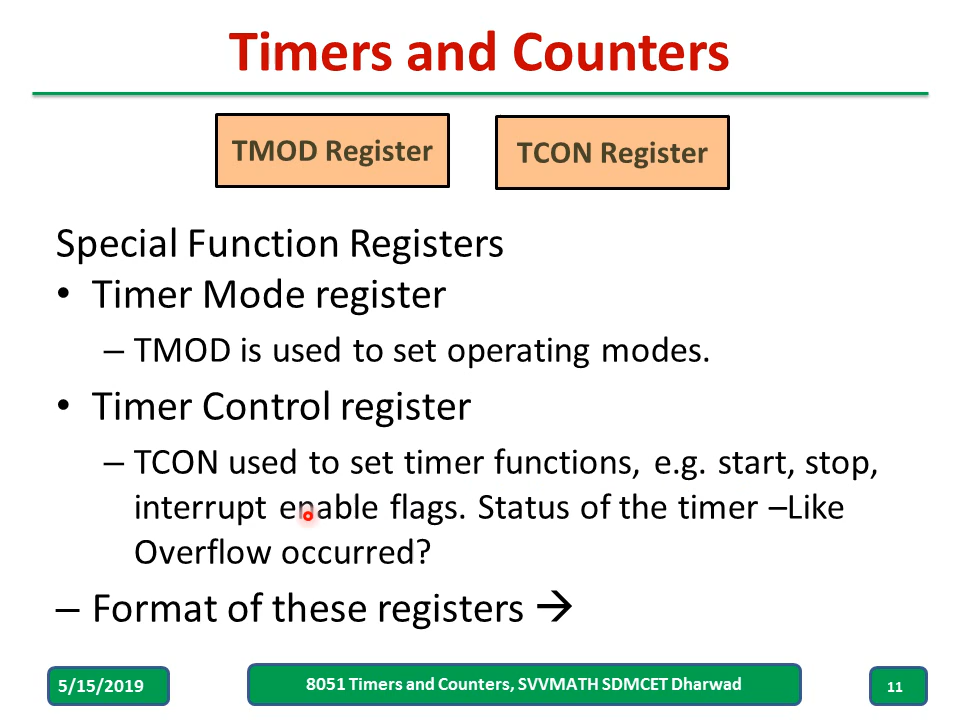 Timers and Counters
TMOD Register
TCON Register
Special Function Registers
• Timer Mode register
– TMOD is used to set operating modes.
• Timer Control register
– TCON used to set timer functions, e.g. start, stop,
interrupt enable flags. Status of the timer –Like
Overflow occurred?
– Format of these registers →
5/15/2019
8051 Timers and Counters, SVVMATH SDMCET Dharwad
11